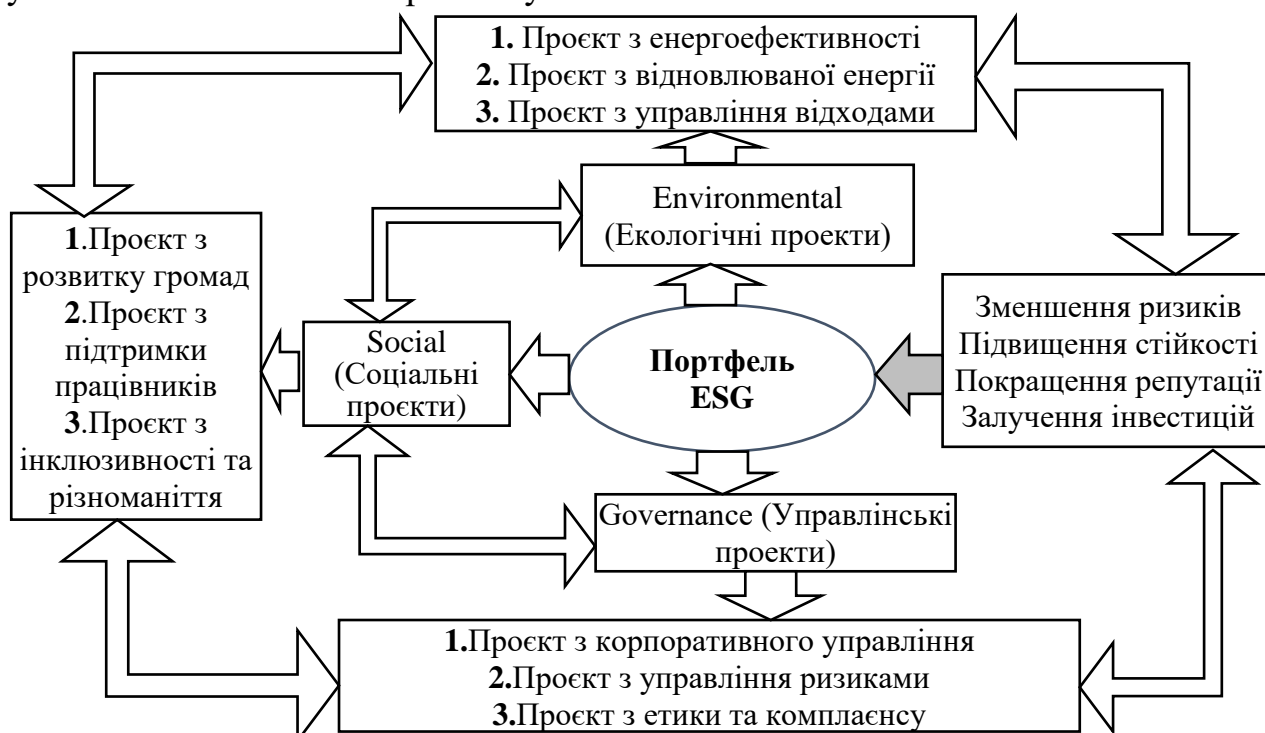 1. Проєкт з енергоефективності
2. Проєкт з відновлюваної енергії
3. Проєкт з управління відходами
Environmental
(Екологічні проекти)
1.Проєкт з
розвитку громад
2.Проєкт з
підтримки
працівників
3.Проєкт з
інклюзивності та
різноманіття
Social
(Соціальні
проєкти)
Портфель
ESG
Зменшення ризиків
Підвищення стійкості
Покращення репутації
Залучення інвестицій
Governance (Управлінські
проекти)
1.Проєкт з корпоративного управління
2.Проєкт з управління ризиками
3.Проєкт з етики та комплаєнсу